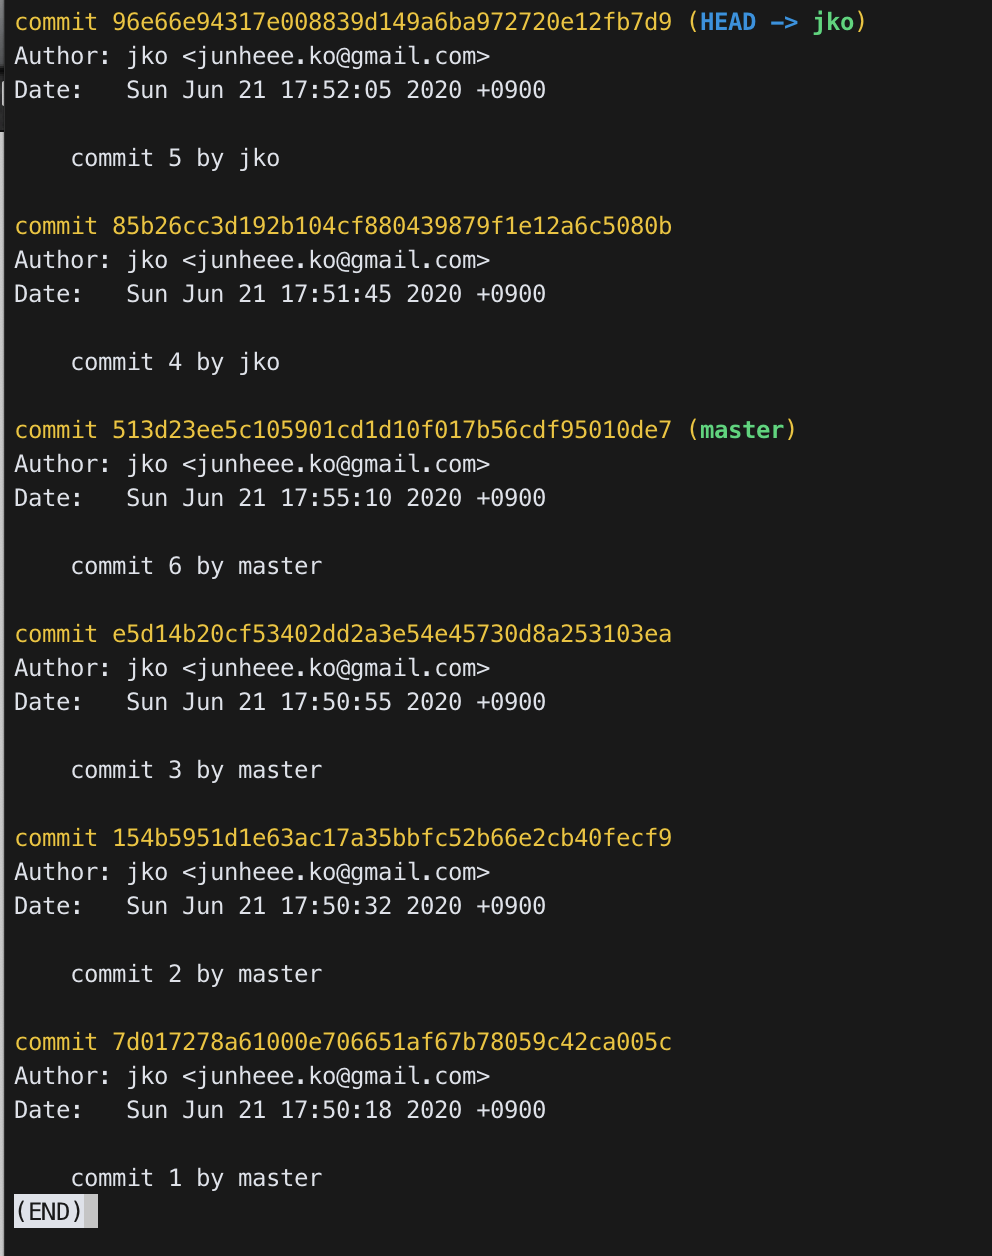 commit 96e66e94317e008839d149a6ba972720e12fb7d9 (HEAD -> jko)
Author: jko <junheee.ko@gmail.com>
Date:   Sun Jun 21 17:52:05 2020 +0900
    commit 5 by jko
commit 85b26cc3d192b104cf880439879f1e12a6c5080b
Author: jko <junheee.ko@gmail.com>
Date:   Sun Jun 21 17:51:45 2020 +0900
    commit 4 by jko
commit 513d23ee5c105901cd1d10f017b56cdf95010de7 (master)
Author: jko <junheee.ko@gmail.com>
Date:   Sun Jun 21 17:55:10 2020 +0900
    commit 6 by master
commit e5d14b20cf53402dd2a3e54e45730d8a253103ea
Author: jko <junheee.ko@gmail.com>
Date:   Sun Jun 21 17:50:55 2020 +0900
    commit 3 by master
commit 154b5951d1e63ac17a35bbfc52b66e2cb40fecf9
Author: jko <junheee.ko@gmail.com>
Date:   Sun Jun 21 17:50:32 2020 +0900
    commit 2 by master
commit 7d017278a61000e706651af67b78059c42ca005c
Author: jko <junheee.ko@gmail.com>
Date:   Sun Jun 21 17:50:18 2020 +0900
    commit 1 by master
(END)